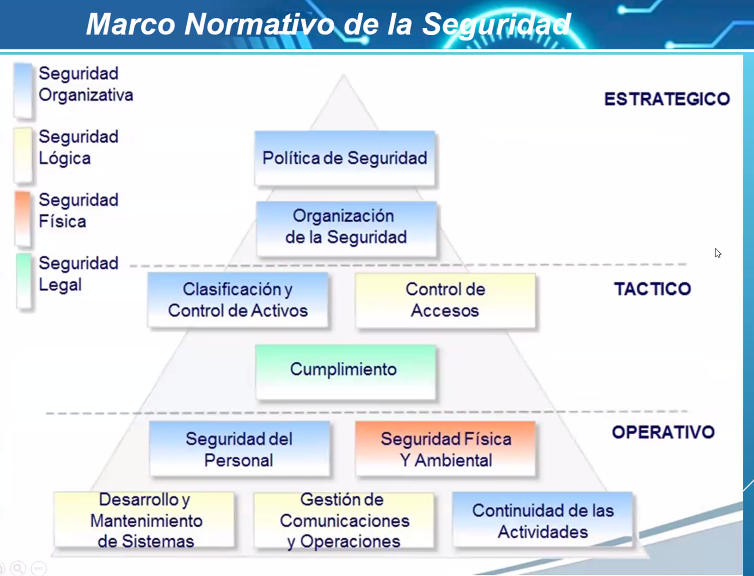 Marco Normativo de la Seguridad
Seguridad
Organizativa
Seguridad
Lógica
Seguridad
Física
Seguridad
Legal
ESTRATEGICO
Política de Seguridad
Organización
de la Seguridad
TACTICO
Clasificación y
Control de Activos
Control de
Accesos
Cumplimiento
OPERATIVO
Seguridad del
Personal
Seguridad Física
Y Ambiental
Desarrollo y
Mantenimiento
de Sistemas
Gestión de
Comunicaciones
y Operaciones
Continuidad de las
Actividades